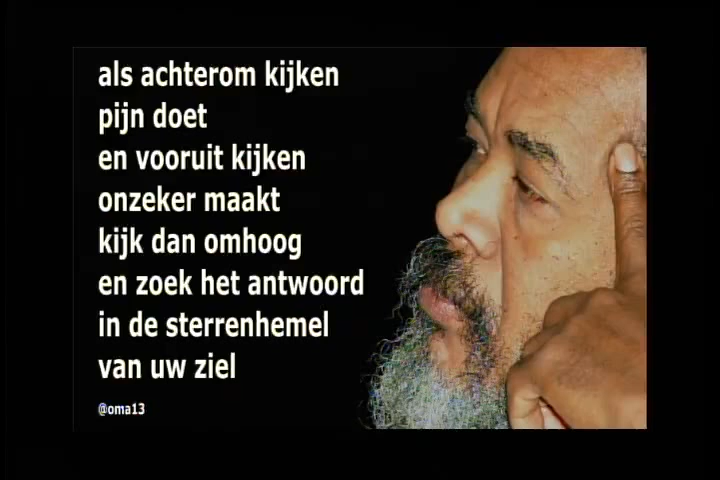 als achterom kijken
pijn doet
en vooruit kijken
onzeker maakt
kijk dan omhoog
en zoek het antwoord
in de sterrenhemel
van uw ziel
@oma13